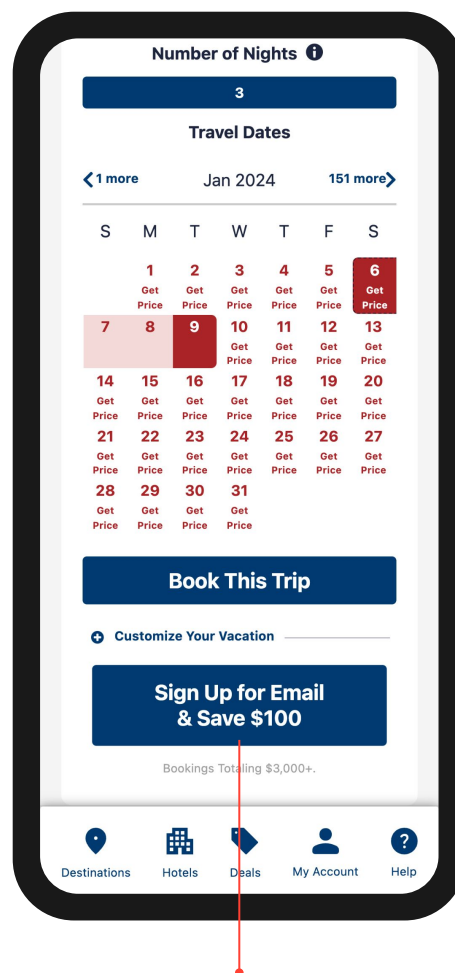 Number of Nights
3
Travel Dates
1 more Jan 2024 151 more
S M T W T F S
1 2 3 4 5 6
Get Get Get Get Get Get
Price Price Price Price Price Price
7 8 9 10 11 12 13
Get Get Get Get
Price Price Price Price
14 15 16 17 18 19 20
Get Get Get Get Get Get Get
Price Price Price Price Price Price Price
21 22 23 24 25 26 27
Get Get Get Get Get Get Get
Price Price Price Price Price Price Price
28 29 30 31
Get Get Get Get
Price Price Price Price
Book This Trip
Customize Your Vacation
Sign Up for Email
& Save $100
Bookings Totaling $3,000+.
Destinations Hotels Deals My Account Help